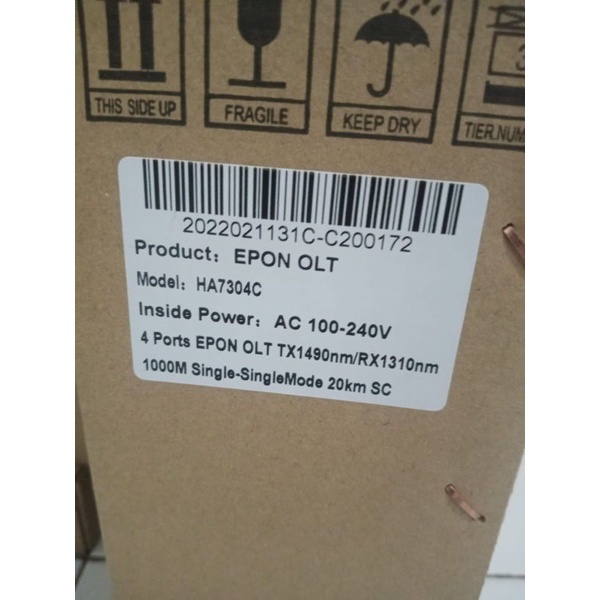 THIS SIDE UP
FRAGILE
KEEP DRY
TIER.NUM
3
2022021131C-C200172
Product: EPON OLT
Model: HA7304C
Inside Power: AC 100-240V
4 Ports EPON OLT TX1490nm/RX1310nm
1000M Single-SingleMode 20km SC